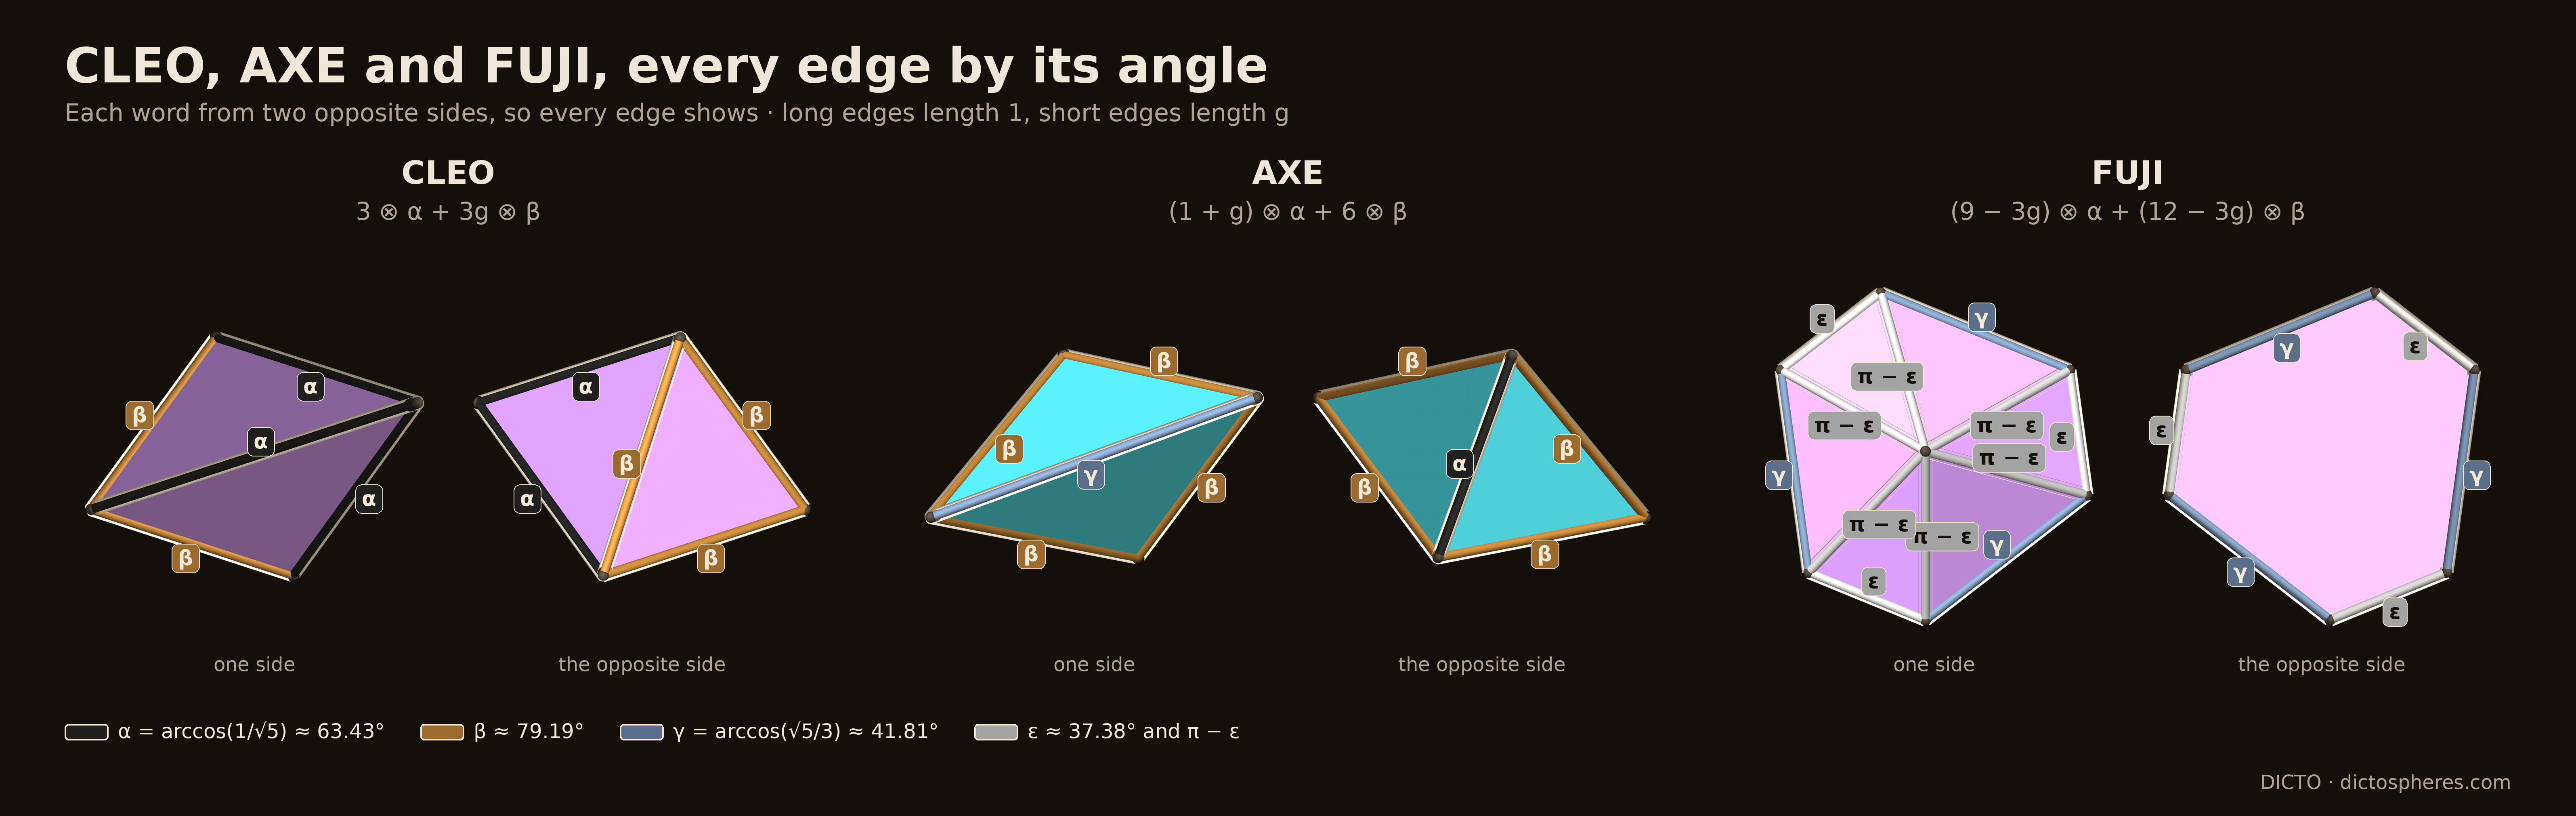 CLEO, AXE and FUJI, every edge by its angle
Each word from two opposite sides, so every edge shows · long edges length 1, short edges length g
CLEO
3 ⊗ α + 3g ⊗ β
α
β
α
α
β
one side
α
β
β
α
β
the opposite side
AXE
(1 + g) ⊗ α + 6 ⊗ β
β
β
γ
β
β
one side
β
α
β
β
β
the opposite side
FUJI
(9 − 3g) ⊗ α + (12 − 3g) ⊗ β
ε
γ
π − ε
π − ε
π − ε
ε
π − ε
γ
π − ε
π − ε
γ
ε
one side
γ
ε
ε
γ
γ
ε
the opposite side
α = arccos(1/√5) ≈ 63.43°
β ≈ 79.19°
γ = arccos(√5/3) ≈ 41.81°
ε ≈ 37.38° and π − ε
DICTO · dictospheres.com